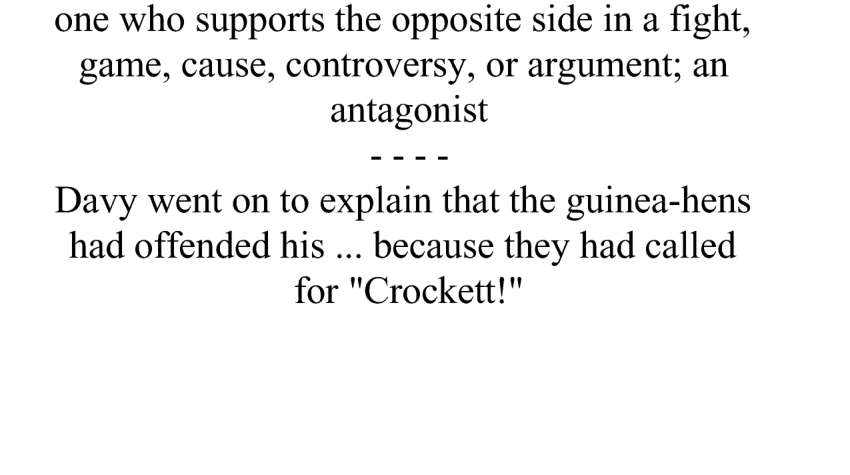 one who supports the opposite side in a fight,
game, cause, controversy, or argument; an
antagonist
- - - -
Davy went on to explain that the guinea-hens
had offended his ... because they had called
for "Crockett!"